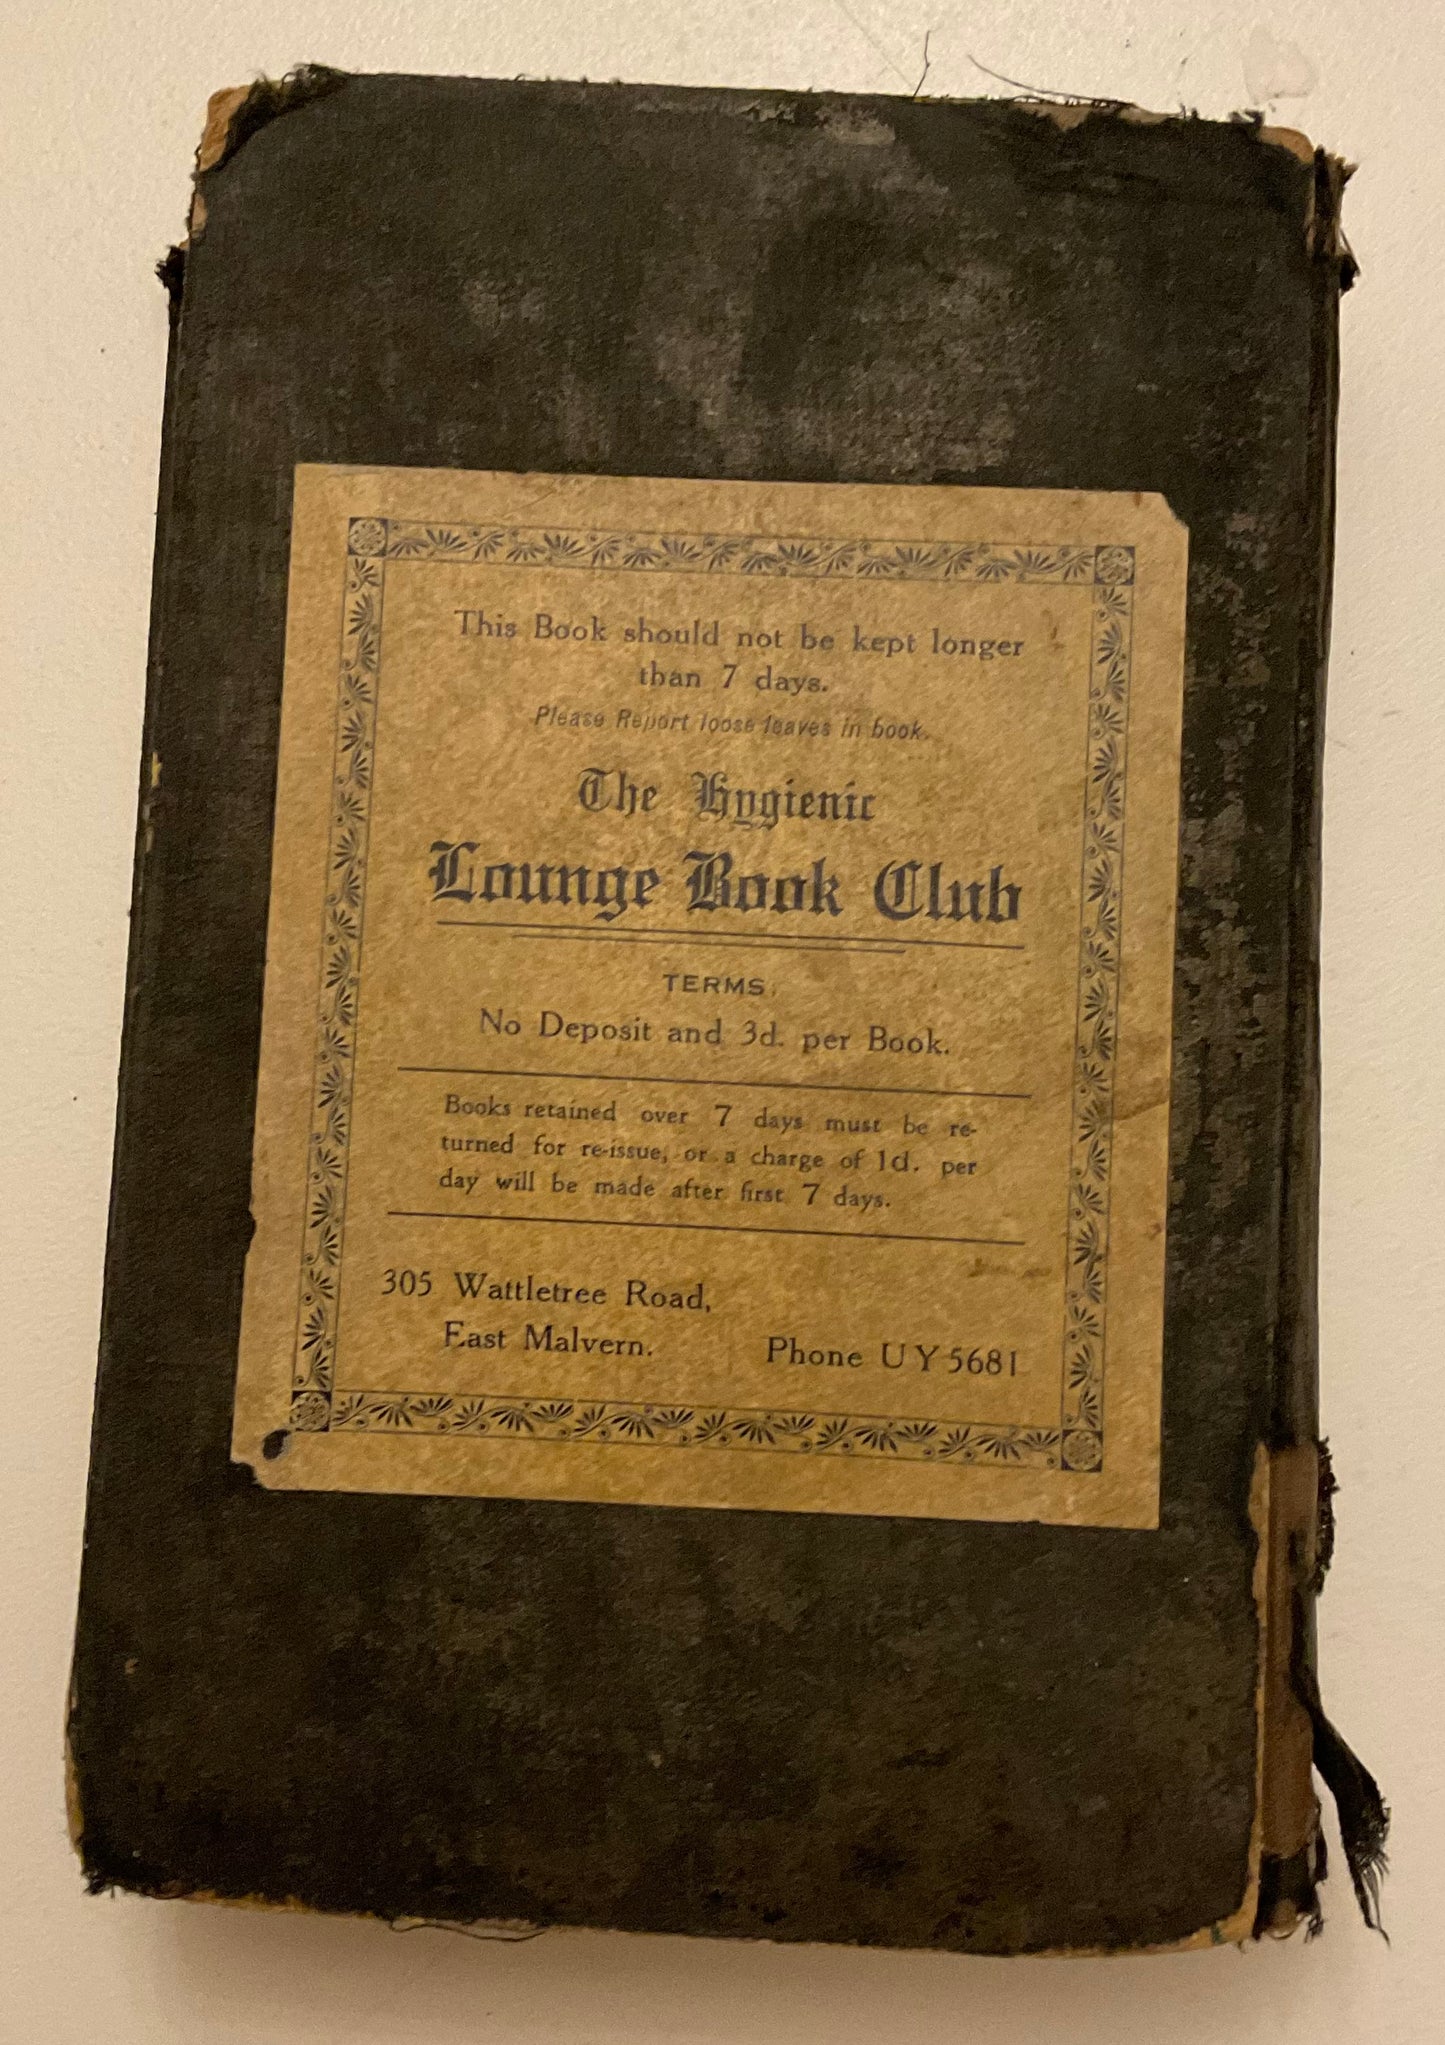 This Book should not be kept longer
than 7 days.
Please Report loose leaves in book.
The Hygienic
Lounge Book Club
TERMS.
No Deposit and 3d. per Book.
Books retained over 7 days must be re-
turned for re-issue, or a charge of 1d. per
day will be made after first 7 days.
305 Wattletree Road,
East Malvern. Phone U Y 5681